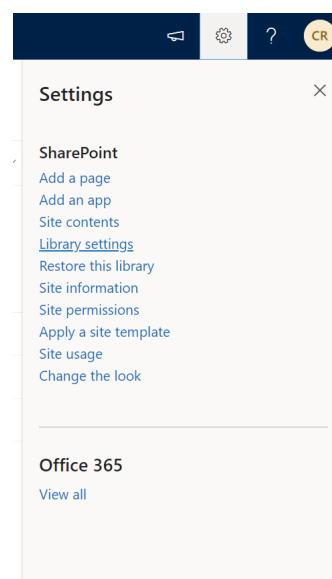 ?
CR
Settings
SharePoint
Add a page
Add an app
Site contents
Library settings
Restore this library
Site information
Site permissions
Apply a site template
Site usage
Change the look
Office 365
View all